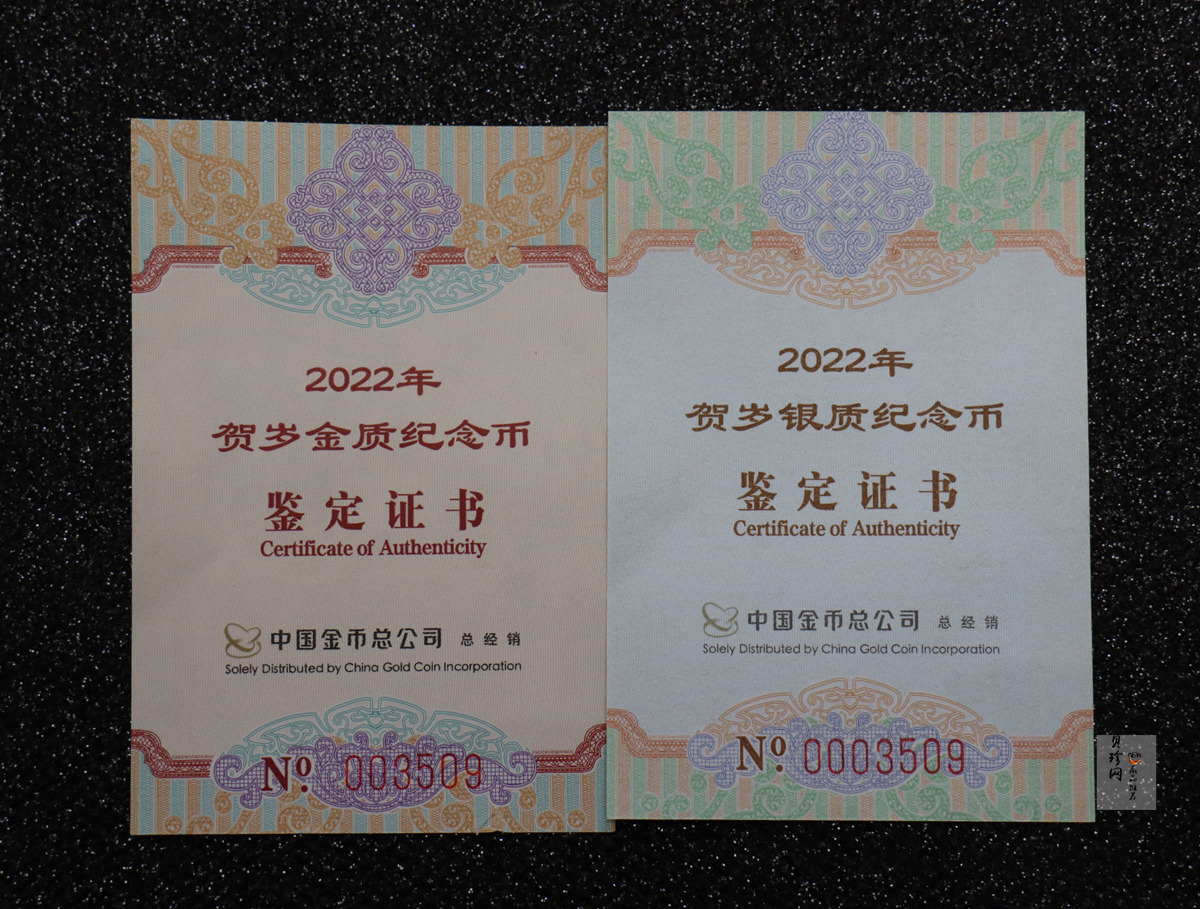 2022年
贺岁金质纪念币
鉴定证书
Certificate of Authenticity
中国金币总公司 总经销
Solely Distributed by China Gold Coin Incorporation
Nº. 003509
2022年
贺岁银质纪念币
鉴定证书
Certificate of Authenticity
中国金币总公司 总经销
Solely Distributed by China Gold Coin Incorporation
Nº. 0003509